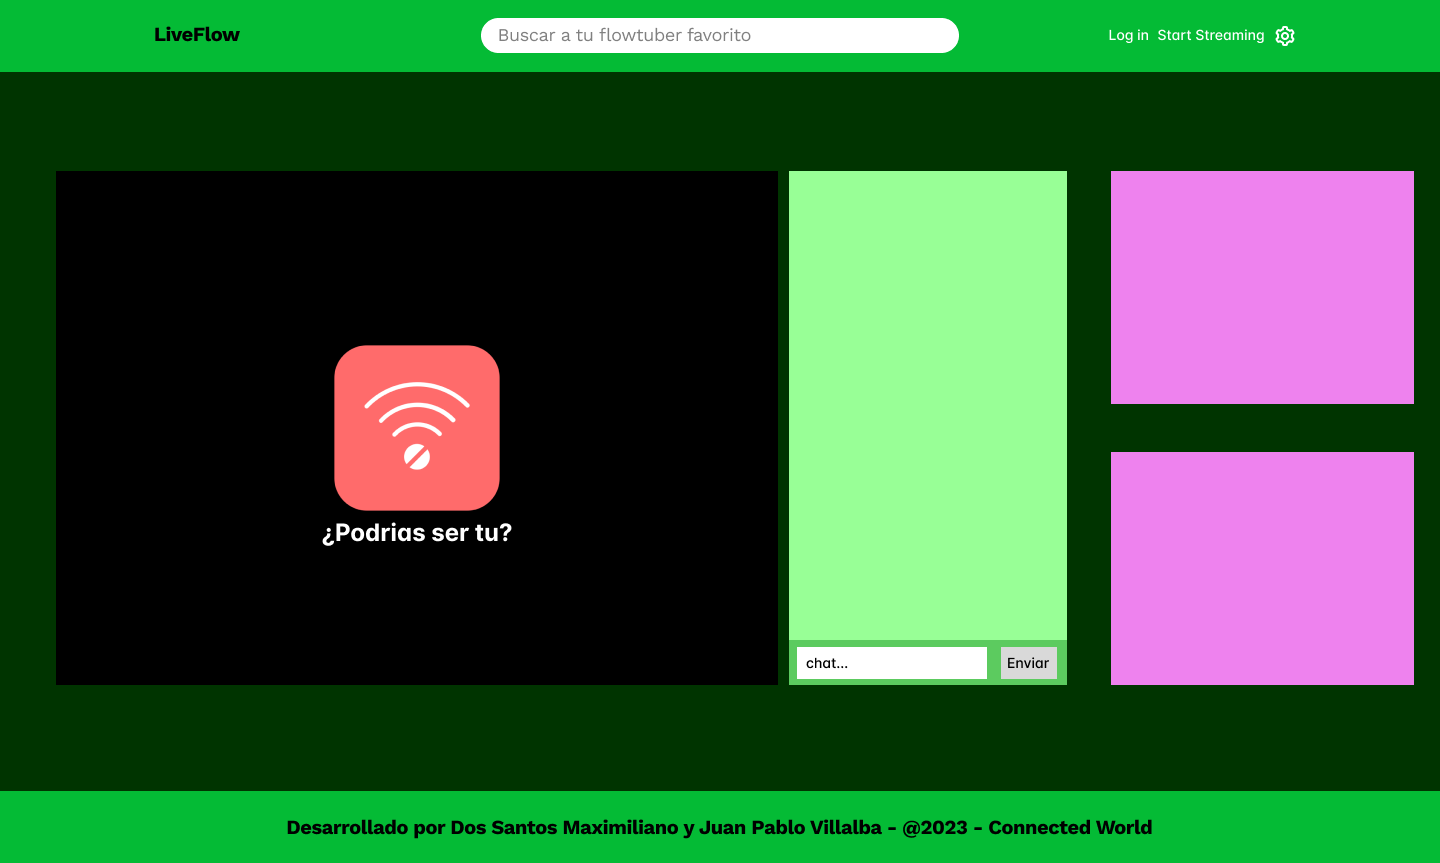 LiveFlow
Buscar a tu flowtuber favorito
Log in Start Streaming
¿Podrias ser tu?
chat...
Enviar
Desarrollado por Dos Santos Maximiliano y Juan Pablo Villalba - @2023 - Connected World